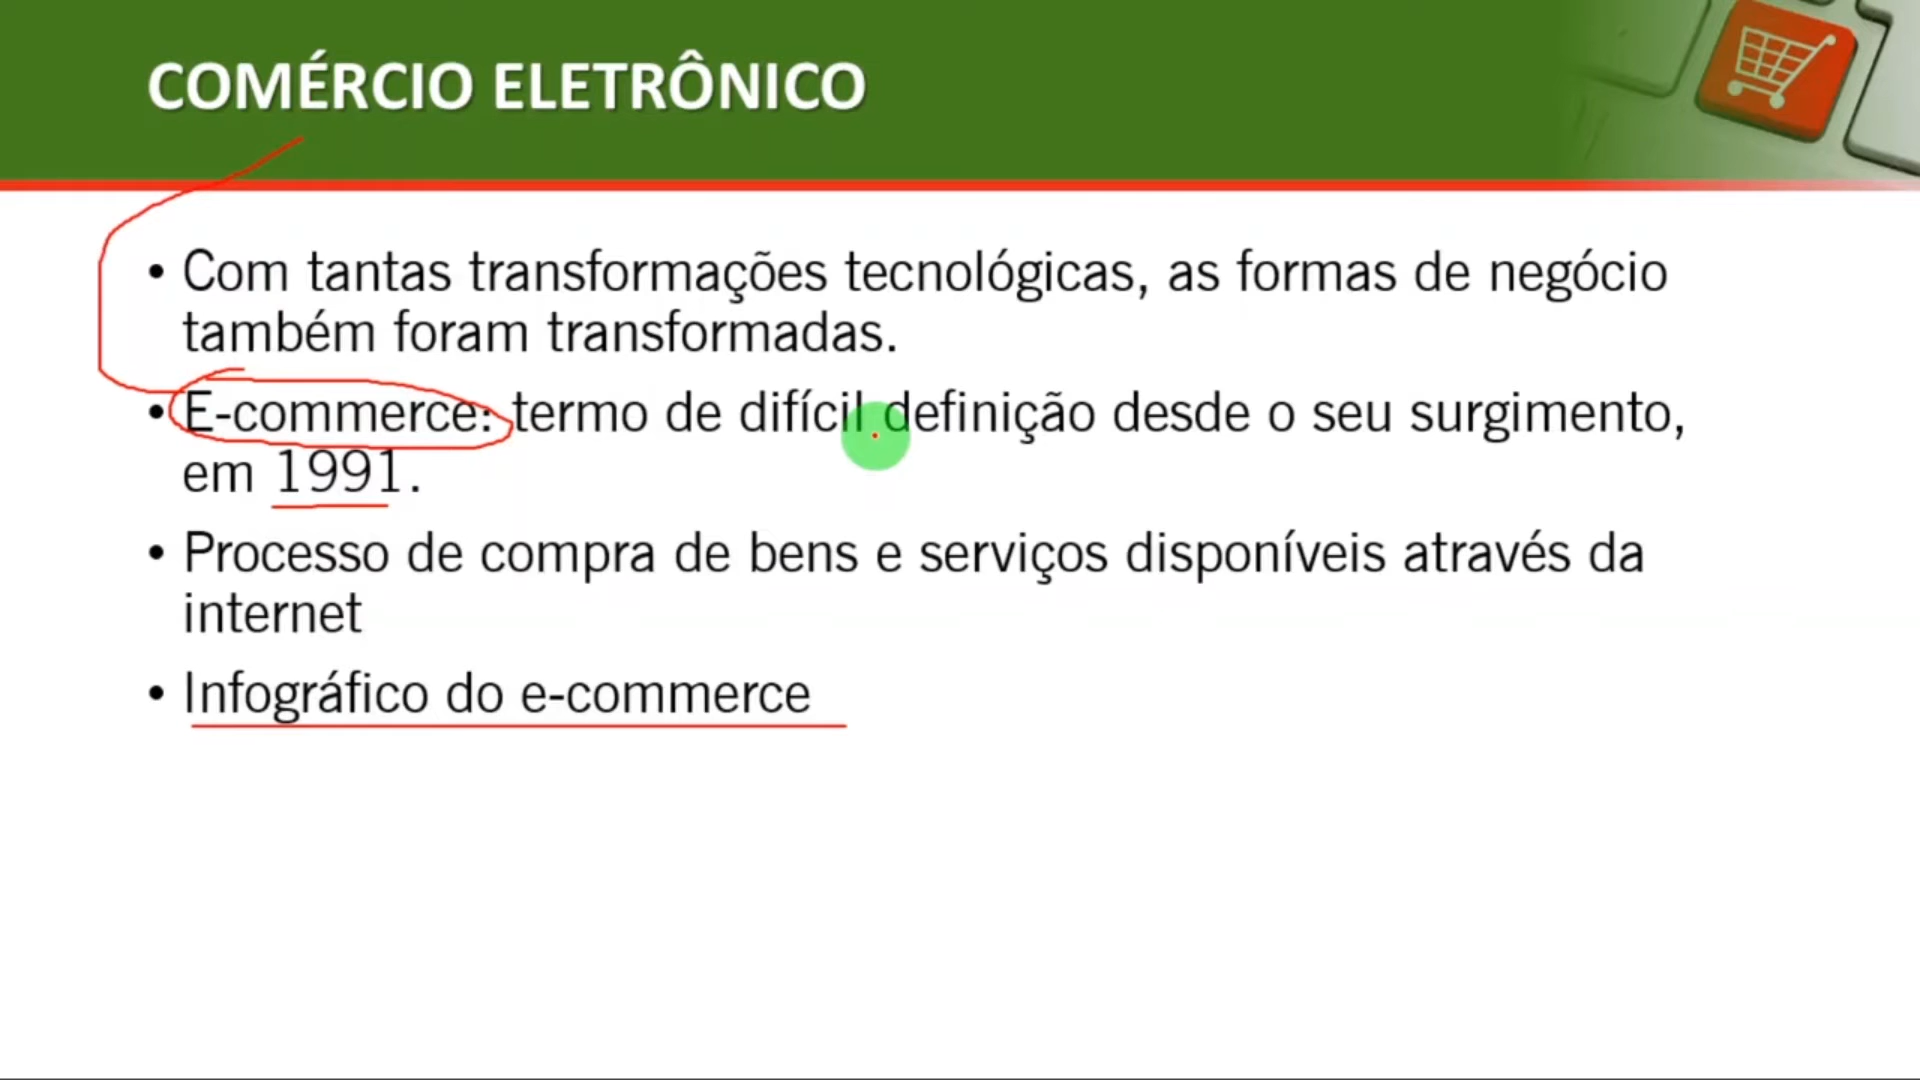 COMÉRCIO ELETRÔNICO
• Com tantas transformações tecnológicas, as formas de negócio
também foram transformadas.
• E-commerce: termo de difícil definição desde o seu surgimento,
em 1991.
• Processo de compra de bens e serviços disponíveis através da
internet
• Infográfico do e-commerce